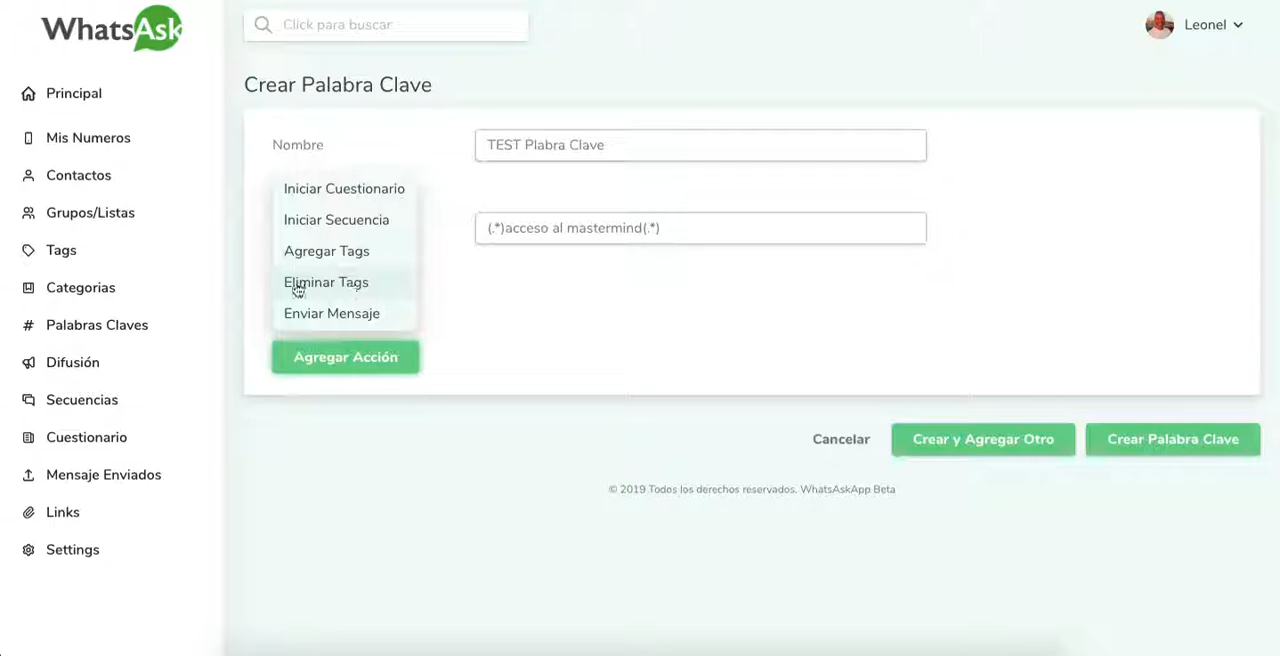 WhatsAsk
Click para buscar
Leonel
Principal
Mis Numeros
Contactos
Grupos/Listas
Tags
Categorias
Palabras Claves
Difusión
Secuencias
Cuestionario
Mensaje Enviados
Links
Settings
Crear Palabra Clave
Nombre
TEST Plabra Clave
Iniciar Cuestionario
Iniciar Secuencia
(.*)acceso al mastermind(.*)
Agregar Tags
Eliminar Tags
Enviar Mensaje
Agregar Acción
Cancelar
Crear y Agregar Otro
Crear Palabra Clave
© 2019 Todos los derechos reservados. WhatsAskApp Beta